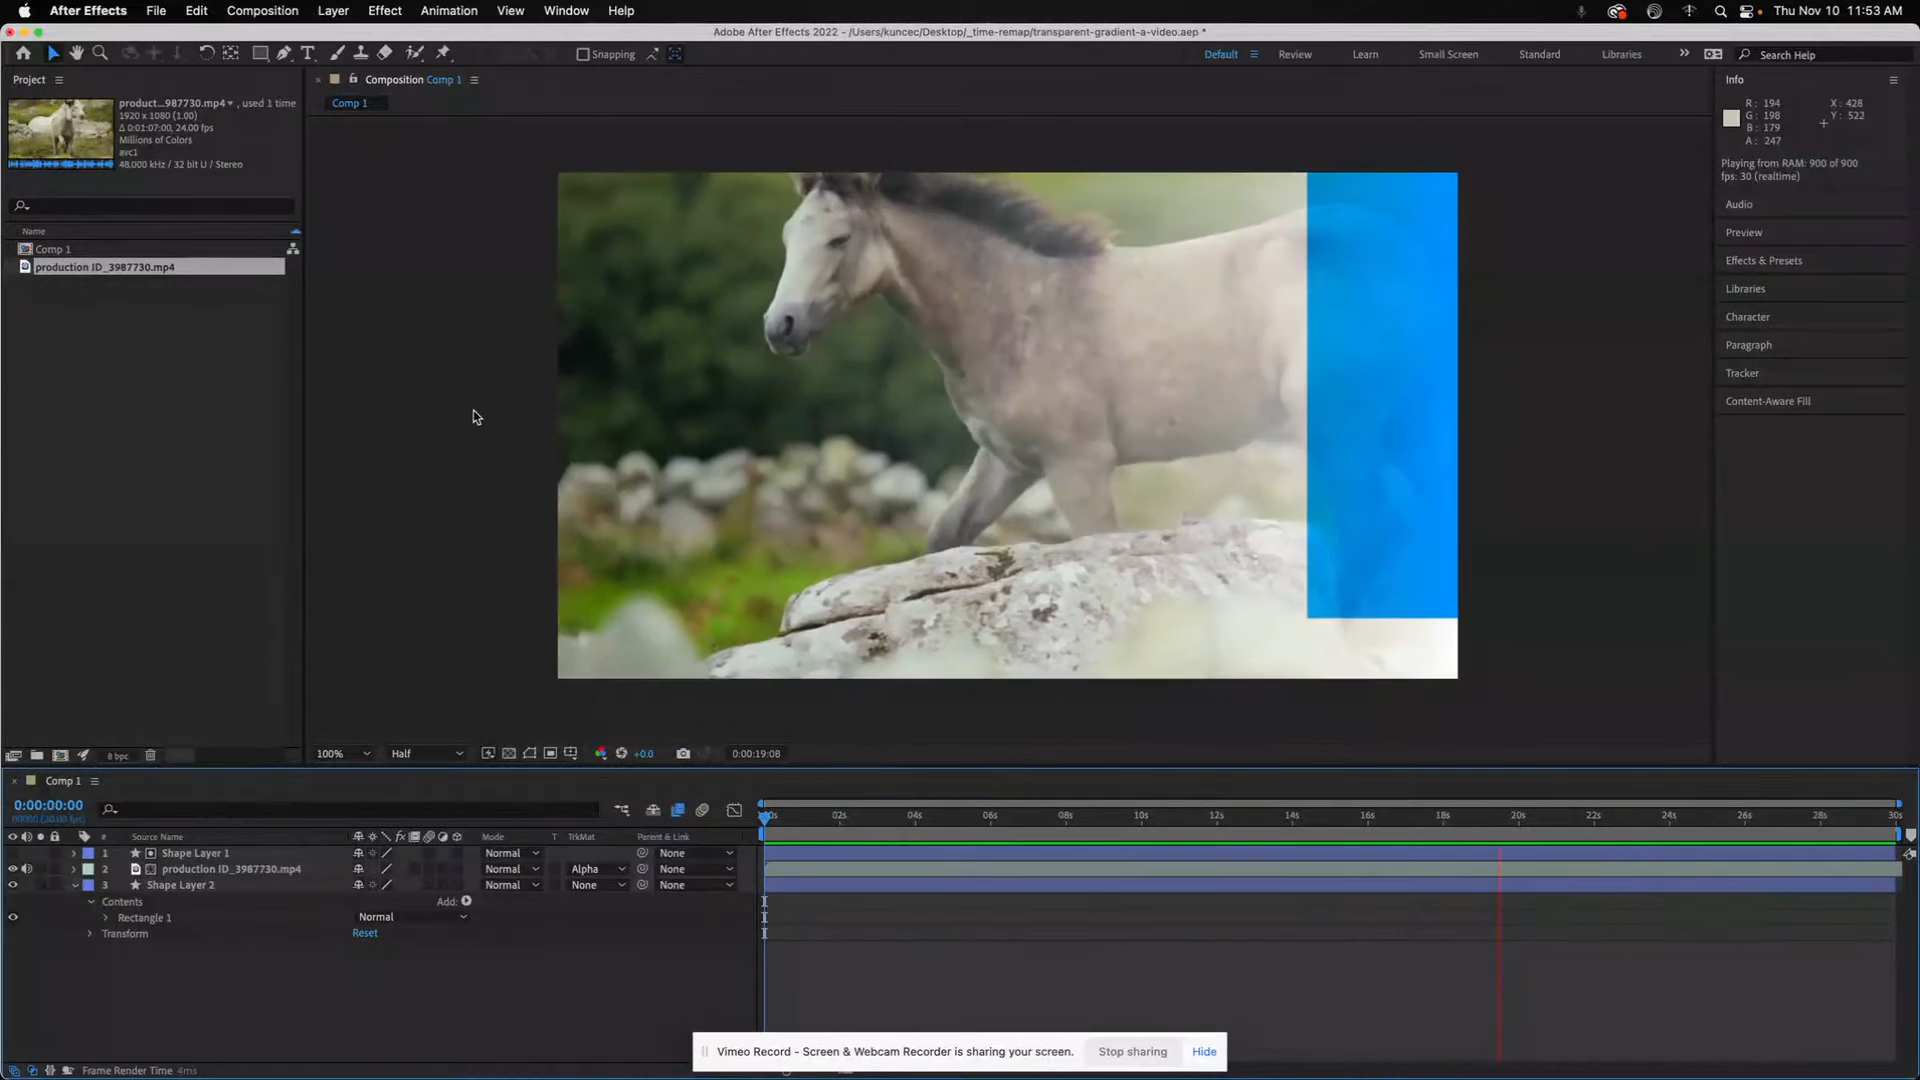 After Effects File Edit Composition Layer Effect Animation View Window Help Thu Nov 10 11:53 AM
Adobe After Effects 2022 - /Users/kuncec/Desktop/_time-remap/transparent-gradient-a-video.aep *
Snapping Default Review Learn Small Screen Standard Libraries Search Help
Project
product...987730.mp4 , used 1 time
1920 x 1080 (1.00)
Δ 0:01:07:00, 24.00 fps
Millions of Colors
avc1
48.000 kHz / 32 bit U / Stereo
Name
Comp 1
production ID_3987730.mp4
Composition Comp 1
Comp 1
100% Half +0.0 0:00:19:08
8 bpc
Info
R: 194 X: 428
G: 198 Y: 522
B: 179
A: 247
Playing from RAM: 900 of 900
fps: 30 (realtime)
Audio
Preview
Effects & Presets
Libraries
Character
Paragraph
Tracker
Content-Aware Fill
Comp 1
0:00:00:00
00000 (30.00 fps)
02s 04s 06s 08s 10s 12s 14s 16s 18s 20s 22s 24s 26s 28s 30s
# Source Name Mode T TrkMat Parent & Link
1 Shape Layer 1 Normal None
2 production ID_3987730.mp4 Normal Alpha None
3 Shape Layer 2 Normal None None
Contents Add:
Rectangle 1 Normal
Transform Reset
Vimeo Record - Screen & Webcam Recorder is sharing your screen. Stop sharing Hide
Frame Render Time 4ms